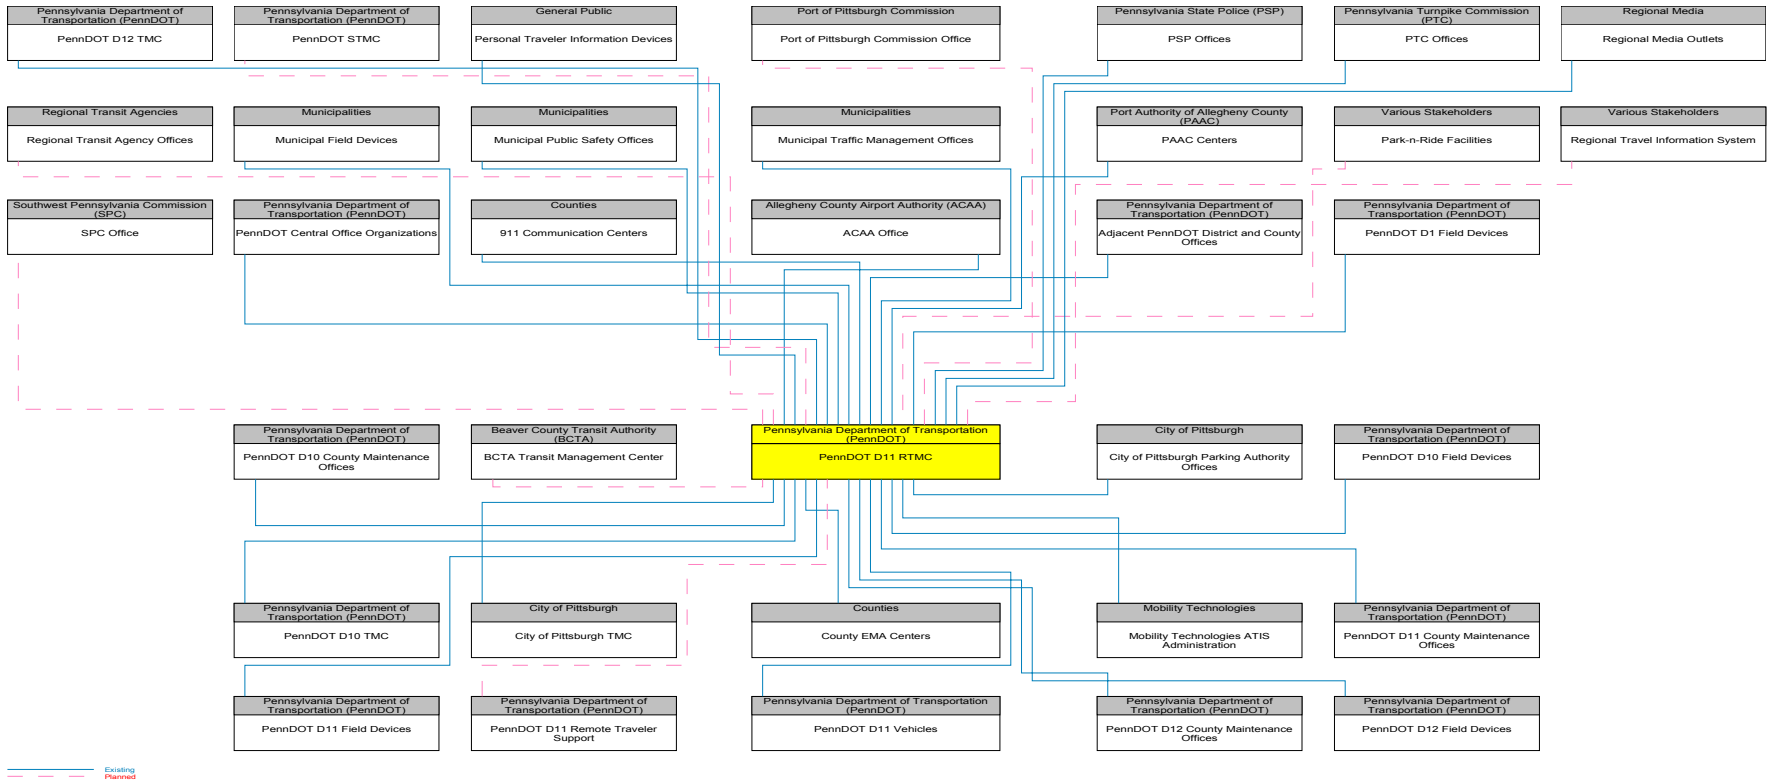 Pennsylvania Department of
Transportation (PennDOT)
PennDOT D12 TMC
Pennsylvania Department of
Transportation (PennDOT)
PennDOT STMC
General Public
Personal Traveler Information Devices
Port of Pittsburgh Commission
Port of Pittsburgh Commission Office
Pennsylvania State Police (PSP)
PSP Offices
Pennsylvania Turnpike Commission
(PTC)
PTC Offices
Regional Media
Regional Media Outlets
Regional Transit Agencies
Regional Transit Agency Offices
Municipalities
Municipal Field Devices
Municipalities
Municipal Public Safety Offices
Municipalities
Municipal Traffic Management Offices
Port Authority of Allegheny County
(PAAC)
PAAC Centers
Various Stakeholders
Park-n-Ride Facilities
Various Stakeholders
Regional Travel Information System
Southwest Pennsylvania Commission
(SPC)
SPC Office
Pennsylvania Department of
Transportation (PennDOT)
PennDOT Central Office Organizations
Counties
911 Communication Centers
Allegheny County Airport Authority (ACAA)
ACAA Office
Pennsylvania Department of
Transportation (PennDOT)
Adjacent PennDOT District and County
Offices
Pennsylvania Department of
Transportation (PennDOT)
PennDOT D1 Field Devices
Pennsylvania Department of
Transportation (PennDOT)
PennDOT D10 County Maintenance
Offices
Beaver County Transit Authority
(BCTA)
BCTA Transit Management Center
Pennsylvania Department of Transportation
(PennDOT)
PennDOT D11 RTMC
City of Pittsburgh
City of Pittsburgh Parking Authority
Offices
Pennsylvania Department of
Transportation (PennDOT)
PennDOT D10 Field Devices
Pennsylvania Department of
Transportation (PennDOT)
PennDOT D10 TMC
City of Pittsburgh
City of Pittsburgh TMC
Counties
County EMA Centers
Mobility Technologies
Mobility Technologies ATIS
Administration
Pennsylvania Department of
Transportation (PennDOT)
PennDOT D11 County Maintenance
Offices
Pennsylvania Department of
Transportation (PennDOT)
PennDOT D11 Field Devices
Pennsylvania Department of
Transportation (PennDOT)
PennDOT D11 Remote Traveler
Support
Pennsylvania Department of Transportation
(PennDOT)
PennDOT D11 Vehicles
Pennsylvania Department of
Transportation (PennDOT)
PennDOT D12 County Maintenance
Offices
Pennsylvania Department of
Transportation (PennDOT)
PennDOT D12 Field Devices
Existing
Planned